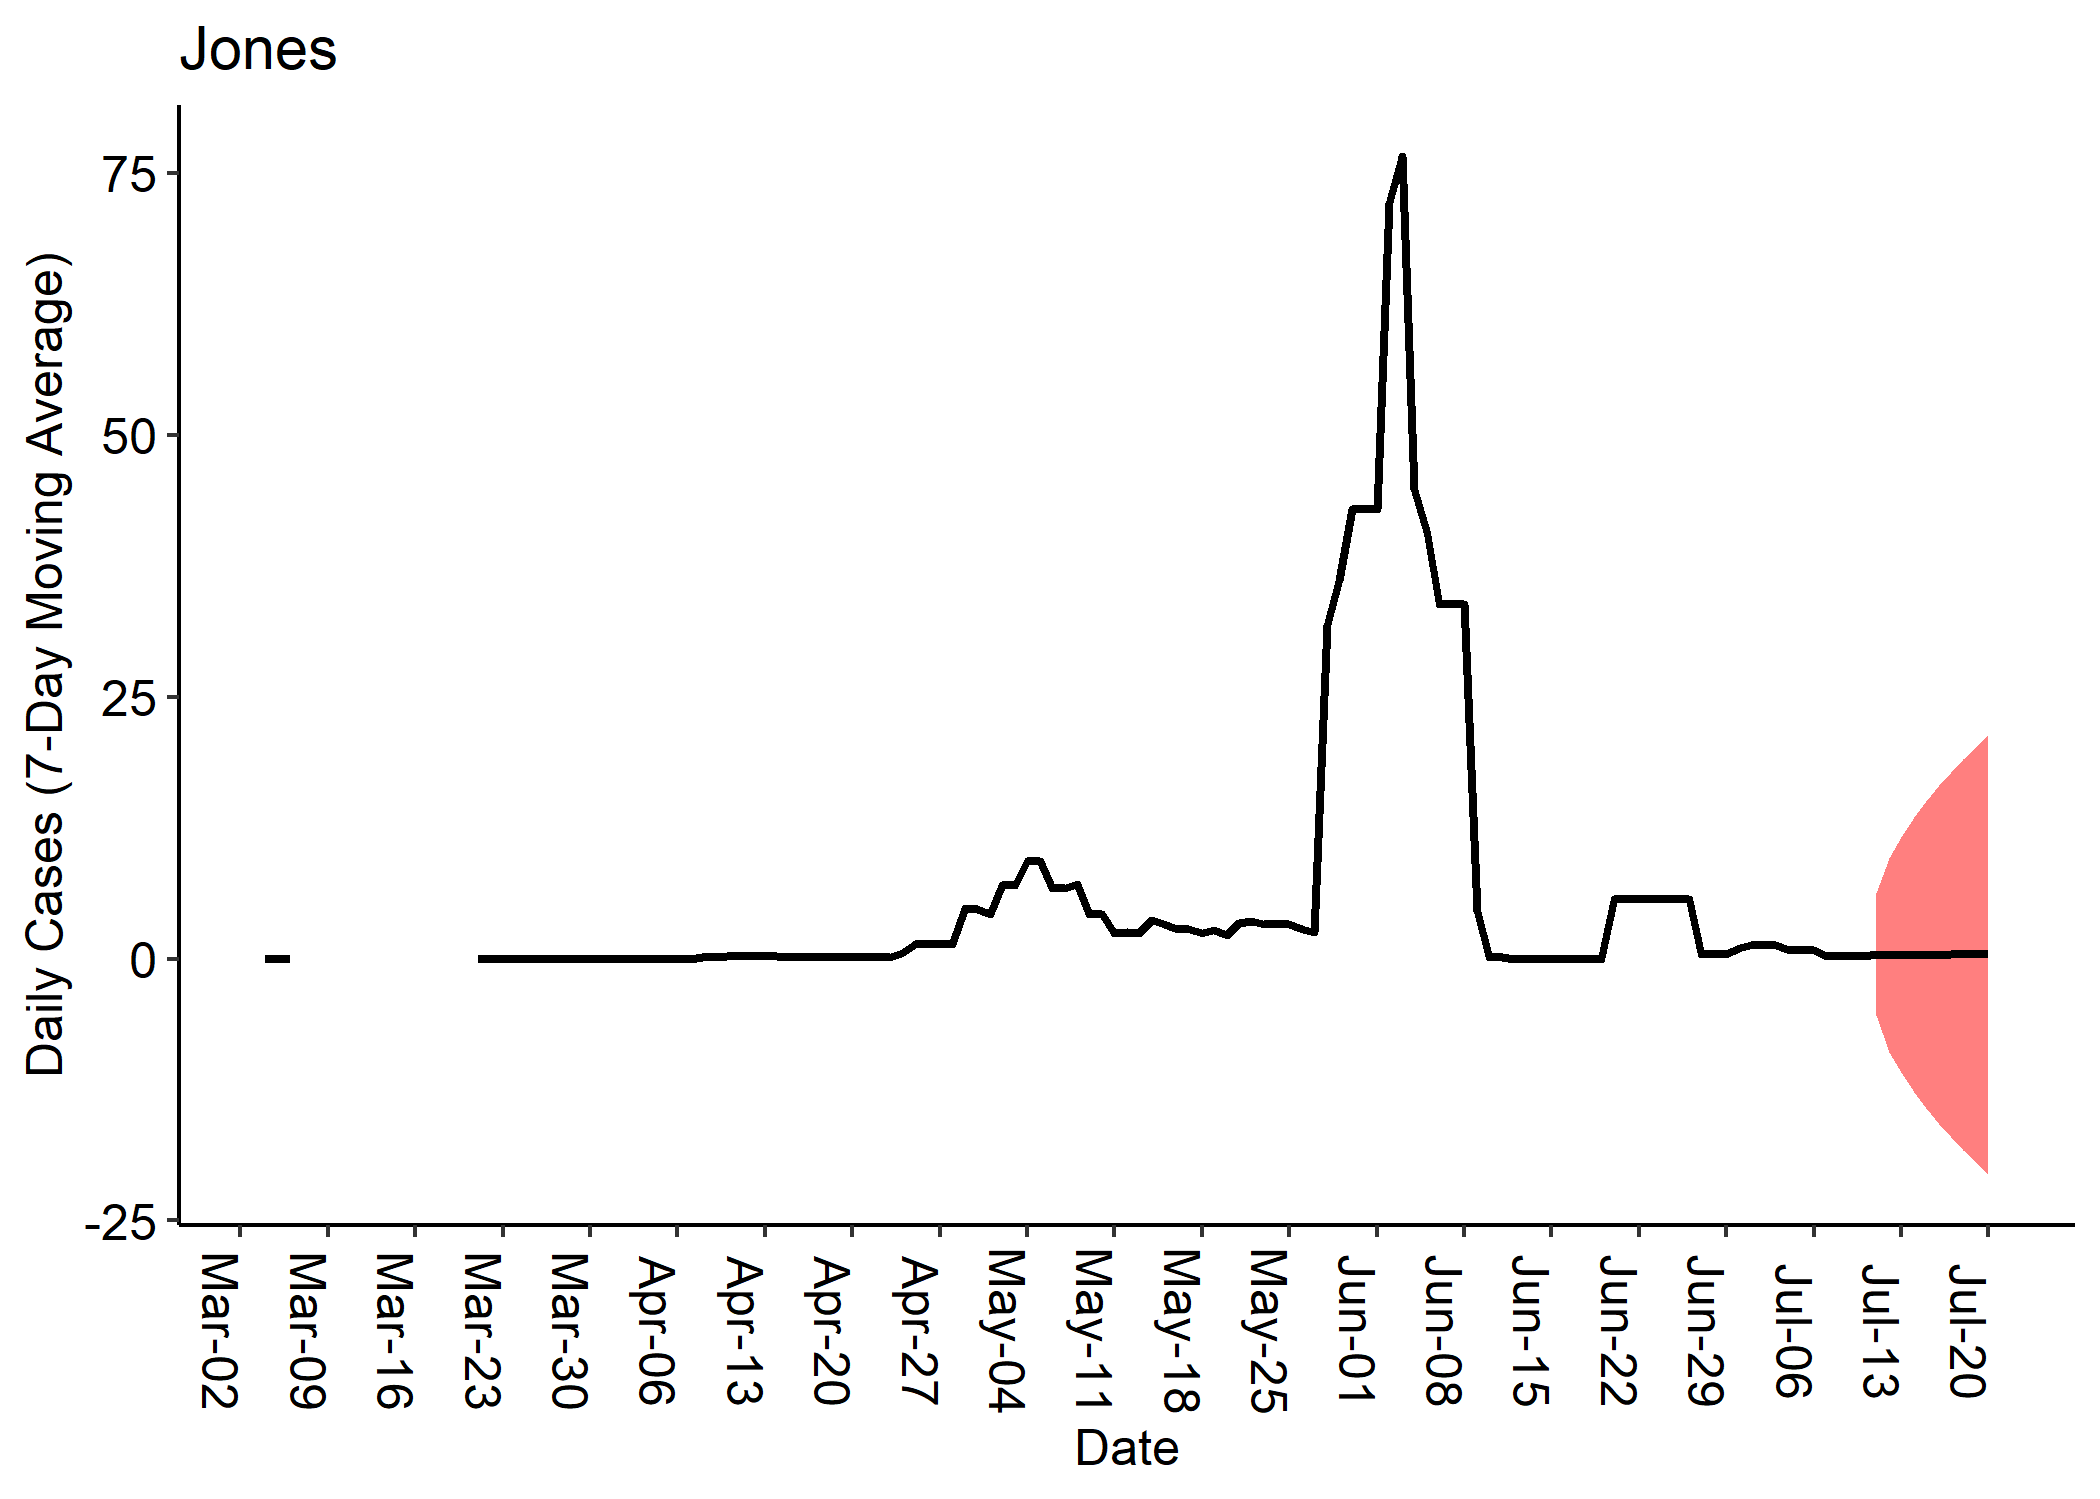 Jones
Daily Cases (7-Day Moving Average)
75
50
25
0
-25
Mar-02
Mar-09
Mar-16
Mar-23
Mar-30
Apr-06
Apr-13
Apr-20
Apr-27
May-04
May-11
May-18
May-25
Jun-01
Jun-08
Jun-15
Jun-22
Jun-29
Jul-06
Jul-13
Jul-20
Date